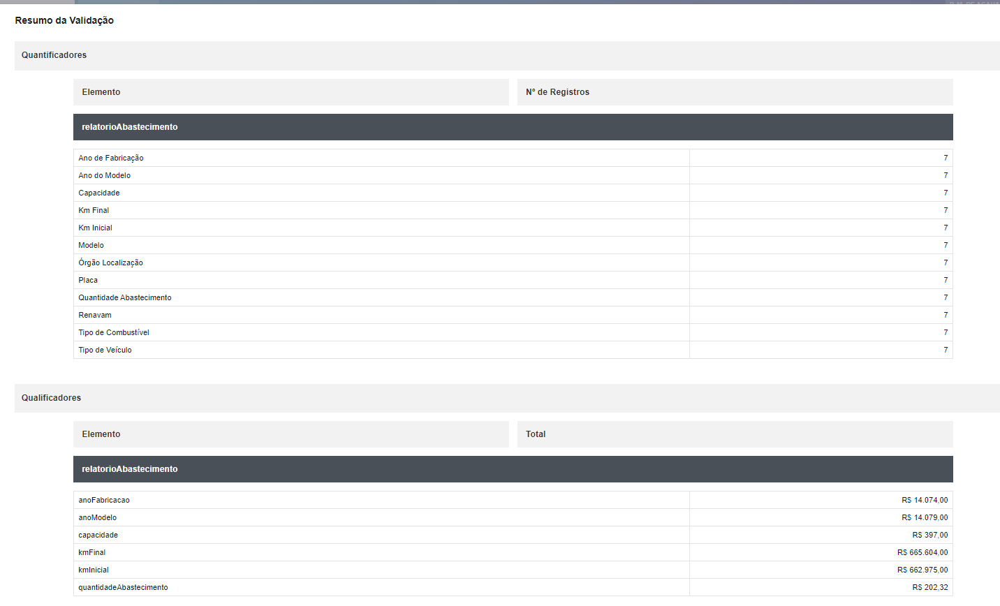 Resumo da Validação
Quantificadores
Elemento Nº de Registros
relatorioAbastecimento
Ano de Fabricação 7
Ano do Modelo 7
Capacidade 7
Km Final 7
Km Inicial 7
Modelo 7
Órgão Localização 7
Placa 7
Quantidade Abastecimento 7
Renavam 7
Tipo de Combustível 7
Tipo de Veículo 7
Qualificadores
Elemento Total
relatorioAbastecimento
anoFabricacao R$ 14.074,00
anoModelo R$ 14.079,00
capacidade R$ 397,00
kmFinal R$ 665.604,00
kmInicial R$ 662.975,00
quantidadeAbastecimento R$ 202,32